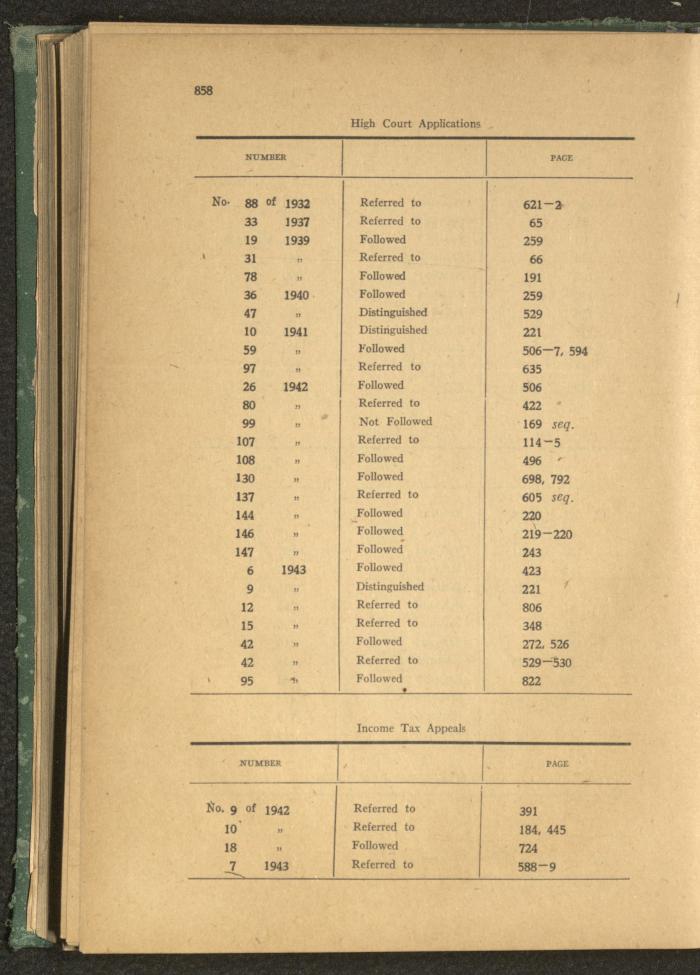 858
High Court Applications
NUMBER PAGE
No. 88 of 1932 Referred to 621-2
33 1937 Referred to 65
19 1939 Followed 259
31 „ Referred to 66
78 „ Followed 191
36 1940 Followed 259
47 „ Distinguished 529
10 1941 Distinguished 221
59 „ Followed 506-7, 594
97 „ Referred to 635
26 1942 Followed 506
80 „ Referred to 422
99 „ Not Followed 169 seq.
107 „ Referred to 114-5
108 „ Followed 496
130 „ Followed 698, 792
137 „ Referred to 605 seq.
144 „ Followed 220
146 „ Followed 219-220
147 „ Followed 243
6 1943 Followed 423
9 „ Distinguished 221
12 „ Referred to 806
15 „ Referred to 348
42 „ Followed 272, 526
42 „ Referred to 529-530
95 „ Followed 822
Income Tax Appeals
NUMBER PAGE
No. 9 of 1942 Referred to 391
10 „ Referred to 184, 445
18 „ Followed 724
7 1943 Referred to 588-9